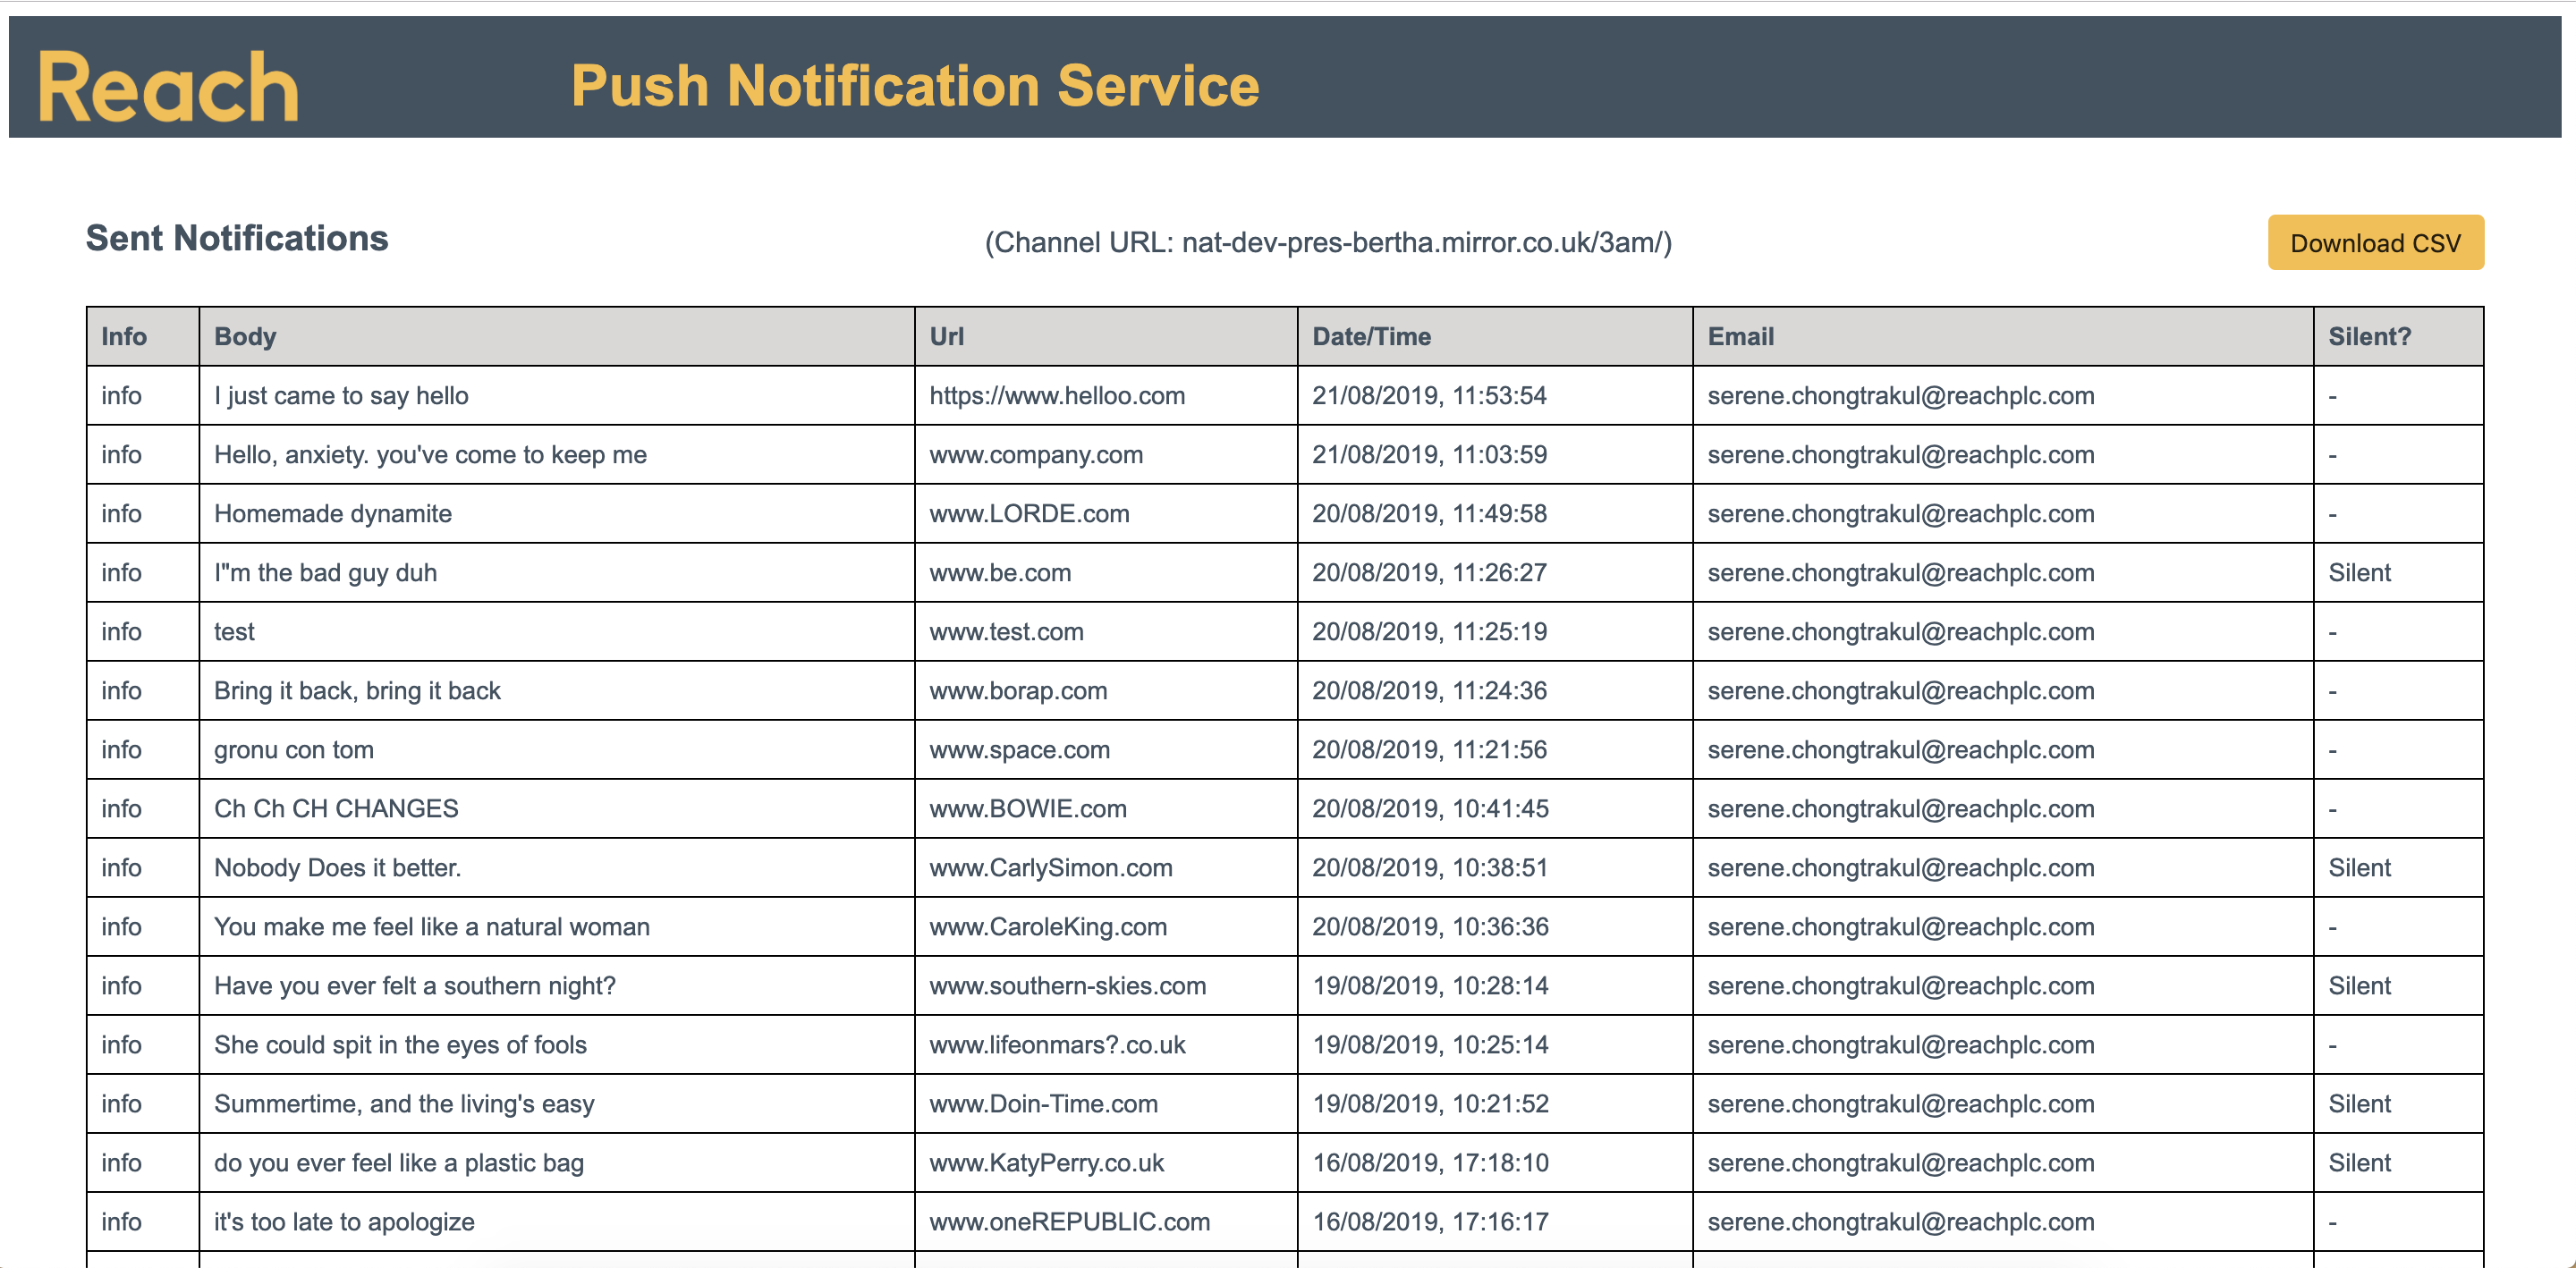 Reach Push Notification Service
Sent Notifications (Channel URL: nat-dev-pres-bertha.mirror.co.uk/3am/) Download CSV
Info Body Url Date/Time Email Silent?
info I just came to say hello https://www.helloo.com 21/08/2019, 11:53:54 serene.chongtrakul@reachplc.com -
info Hello, anxiety. you've come to keep me www.company.com 21/08/2019, 11:03:59 serene.chongtrakul@reachplc.com -
info Homemade dynamite www.LORDE.com 20/08/2019, 11:49:58 serene.chongtrakul@reachplc.com -
info I"m the bad guy duh www.be.com 20/08/2019, 11:26:27 serene.chongtrakul@reachplc.com Silent
info test www.test.com 20/08/2019, 11:25:19 serene.chongtrakul@reachplc.com -
info Bring it back, bring it back www.borap.com 20/08/2019, 11:24:36 serene.chongtrakul@reachplc.com -
info gronu con tom www.space.com 20/08/2019, 11:21:56 serene.chongtrakul@reachplc.com -
info Ch Ch CH CHANGES www.BOWIE.com 20/08/2019, 10:41:45 serene.chongtrakul@reachplc.com -
info Nobody Does it better. www.CarlySimon.com 20/08/2019, 10:38:51 serene.chongtrakul@reachplc.com Silent
info You make me feel like a natural woman www.CaroleKing.com 20/08/2019, 10:36:36 serene.chongtrakul@reachplc.com -
info Have you ever felt a southern night? www.southern-skies.com 19/08/2019, 10:28:14 serene.chongtrakul@reachplc.com Silent
info She could spit in the eyes of fools www.lifeonmars?.co.uk 19/08/2019, 10:25:14 serene.chongtrakul@reachplc.com -
info Summertime, and the living's easy www.Doin-Time.com 19/08/2019, 10:21:52 serene.chongtrakul@reachplc.com Silent
info do you ever feel like a plastic bag www.KatyPerry.co.uk 16/08/2019, 17:18:10 serene.chongtrakul@reachplc.com Silent
info it's too late to apologize www.oneREPUBLIC.com 16/08/2019, 17:16:17 serene.chongtrakul@reachplc.com -